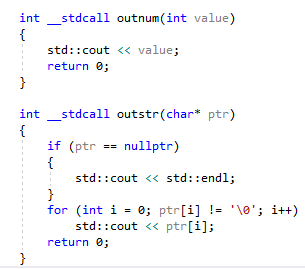 int __stdcall outnum(int value)
{
    std::cout << value;
    return 0;
}

int __stdcall outstr(char* ptr)
{
    if (ptr == nullptr)
    {
        std::cout << std::endl;
    }
    for (int i = 0; ptr[i] != '\0'; i++)
        std::cout << ptr[i];
    return 0;
}